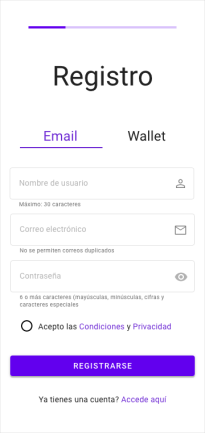 Registro
Email Wallet
Nombre de usuario
Máximo: 30 caracteres
Correo electrónico
No se permiten correos duplicados
Contraseña
6 o más caracteres (mayúsculas, minúsculas, cifras y
caracteres especiales
Acepto las Condiciones y Privacidad
REGISTRARSE
Ya tienes una cuenta? Accede aquí